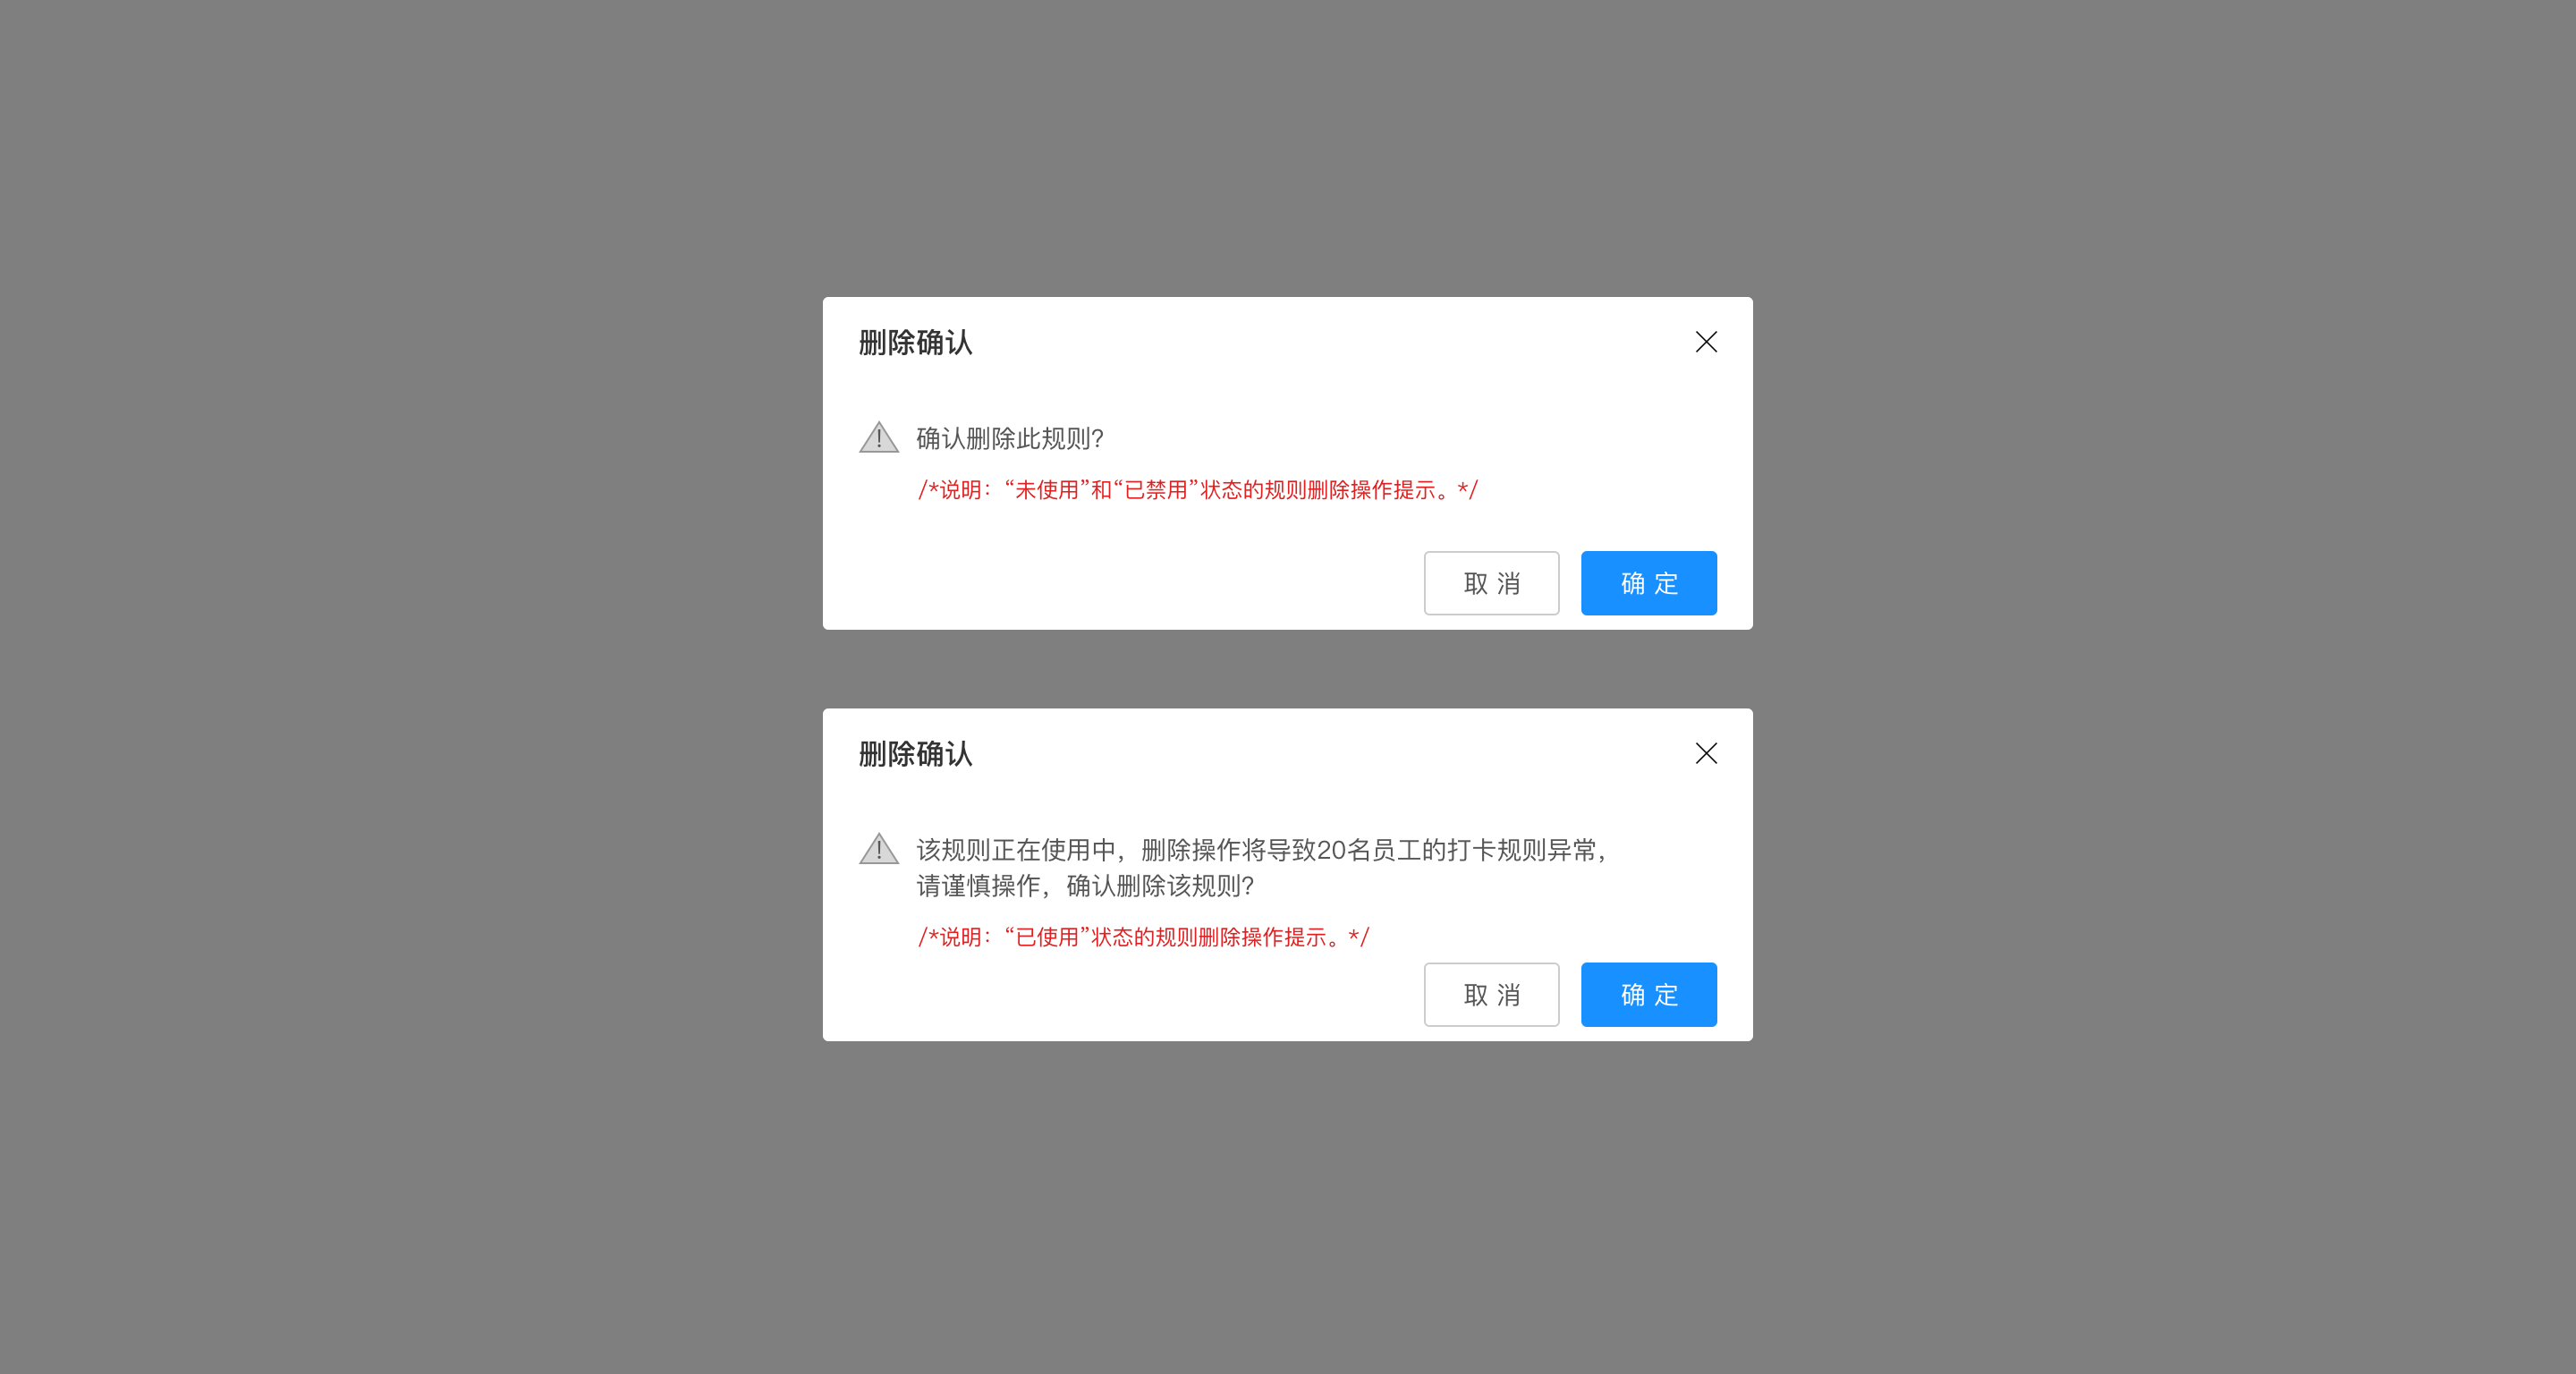 删除确认
! 确认删除此规则?
/*说明：“未使用”和“已禁用”状态的规则删除操作提示。*/
取 消 确 定
删除确认
! 该规则正在使用中，删除操作将导致20名员工的打卡规则异常，
请谨慎操作，确认删除该规则?
/*说明：“已使用”状态的规则删除操作提示。*/
取 消 确 定